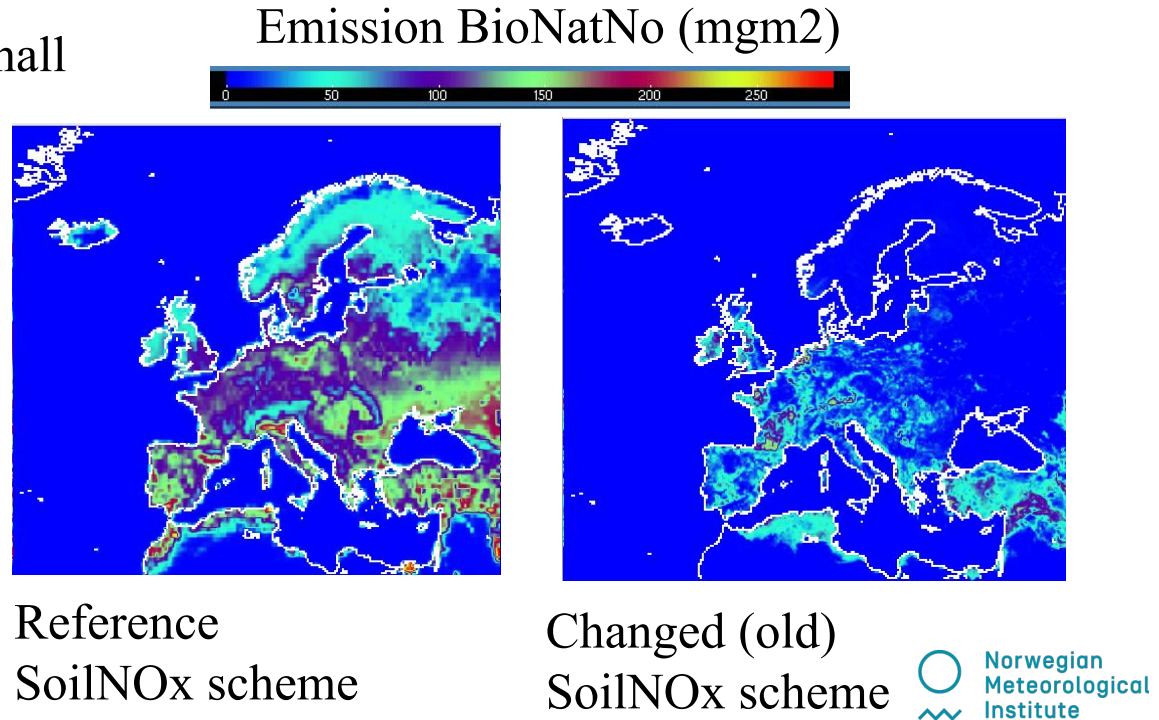 Emission BioNatNo (mgm2)
0 50 100 150 200 250
Reference
SoilNOx scheme
Changed (old)
SoilNOx scheme
Norwegian
Meteorological
Institute